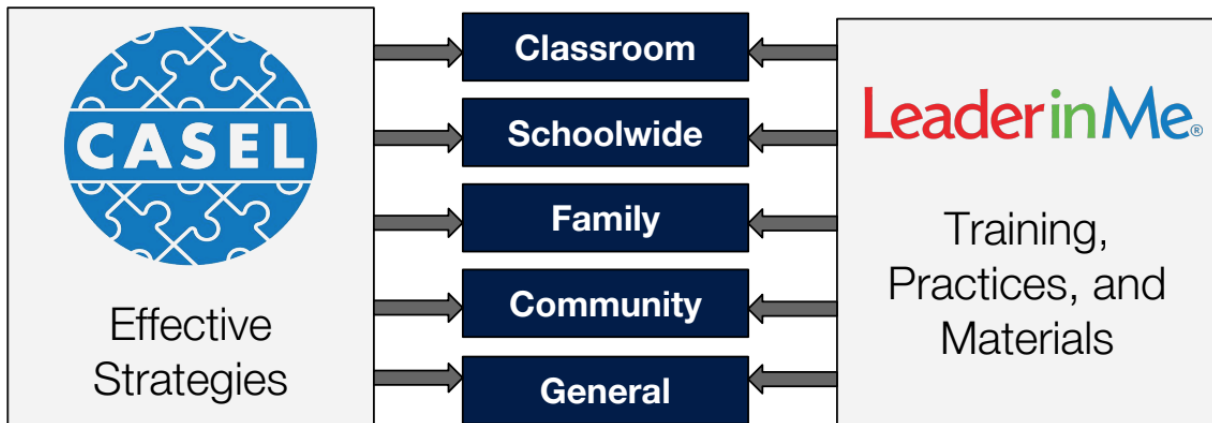 CASEL
Effective
Strategies
Classroom
Schoolwide
Family
Community
General
LeaderinMe®
Training,
Practices, and
Materials